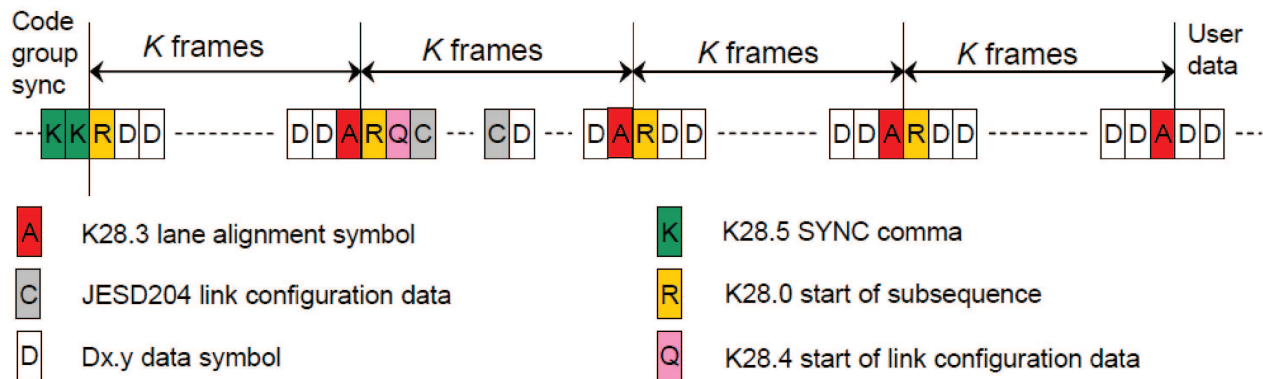 Code group sync
K frames
K frames
K frames
K frames
User data
K K R D D D D A R Q C C D D A R D D D D A R D D D D A D D
A K28.3 lane alignment symbol
K K28.5 SYNC comma
C JESD204 link configuration data
R K28.0 start of subsequence
D Dx.y data symbol
Q K28.4 start of link configuration data